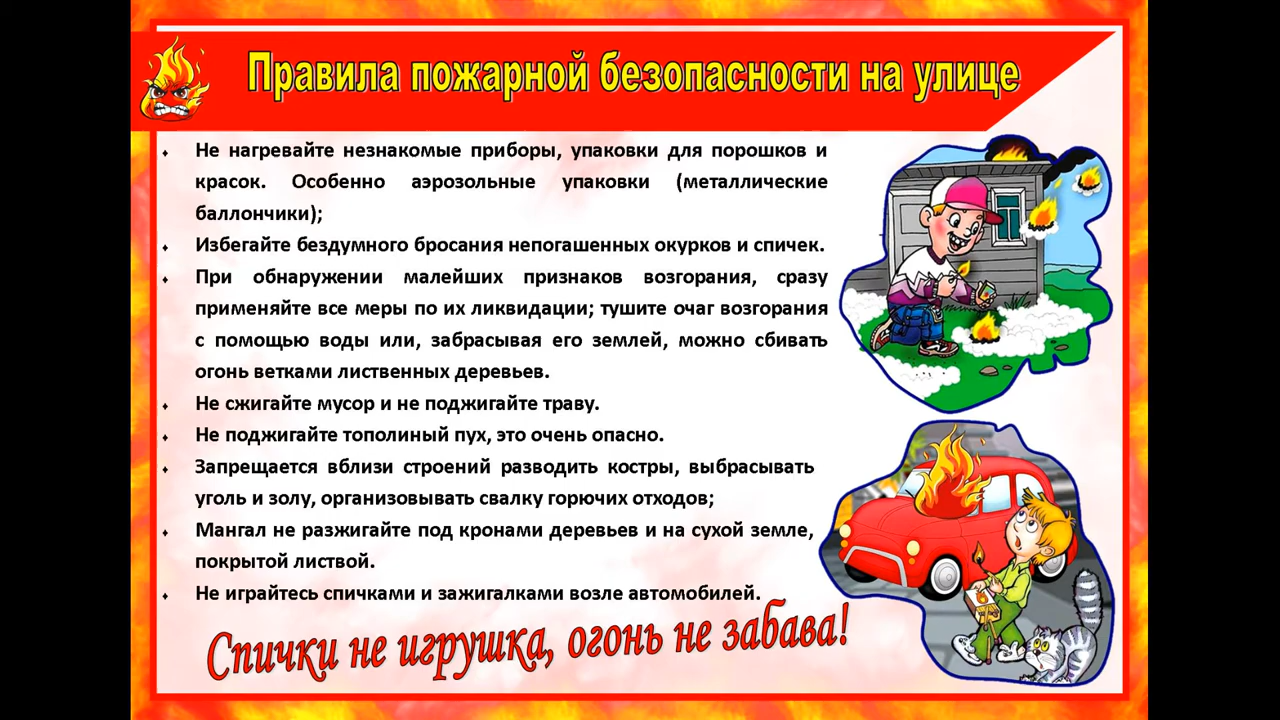 Правила пожарной безопасности на улице
⬧ Не нагревайте незнакомые приборы, упаковки для порошков и
красок. Особенно аэрозольные упаковки (металлические
баллончики);
⬧ Избегайте бездумного бросания непогашенных окурков и спичек.
⬧ При обнаружении малейших признаков возгорания, сразу
применяйте все меры по их ликвидации; тушите очаг возгорания
с помощью воды или, забрасывая его землей, можно сбивать
огонь ветками лиственных деревьев.
⬧ Не сжигайте мусор и не поджигайте траву.
⬧ Не поджигайте тополиный пух, это очень опасно.
⬧ Запрещается вблизи строений разводить костры, выбрасывать
уголь и золу, организовывать свалку горючих отходов;
⬧ Мангал не разжигайте под кронами деревьев и на сухой земле,
покрытой листвой.
⬧ Не играйтесь спичками и зажигалками возле автомобилей.
Спички не игрушка, огонь не забава!